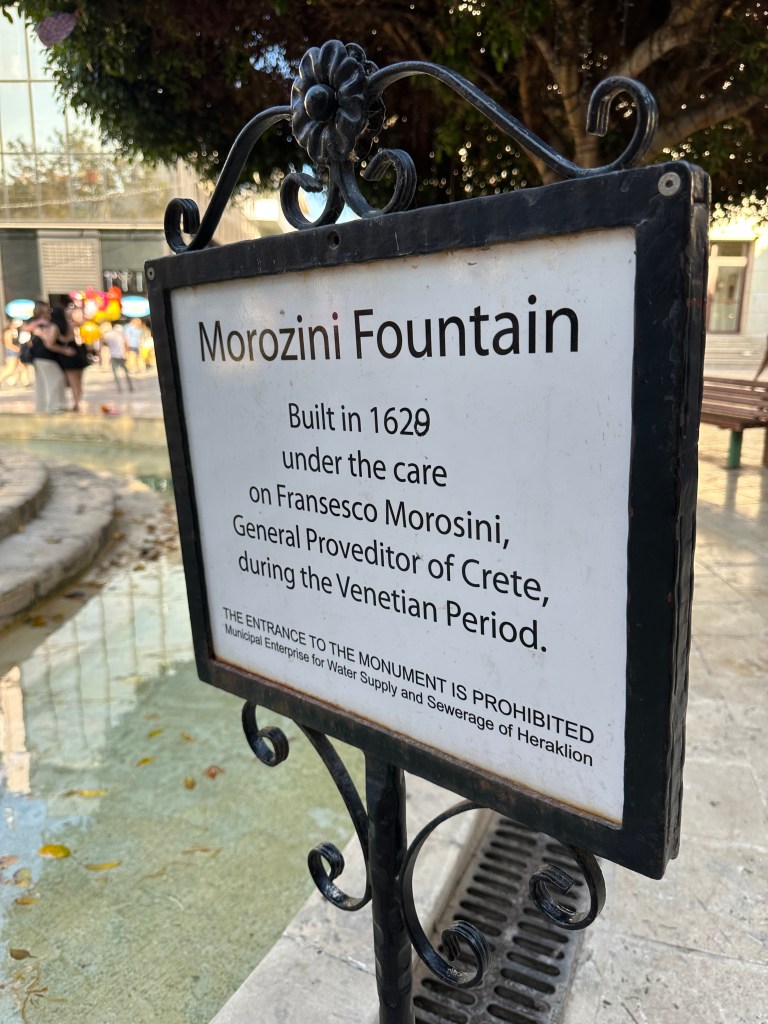 Morozini Fountain
Built in 1629
under the care
on Fransesco Morosini,
General Proveditor of Crete,
during the Venetian Period.
THE ENTRANCE TO THE MONUMENT IS PROHIBITED
Municipal Enterprise for Water Supply and Sewerage of Heraklion